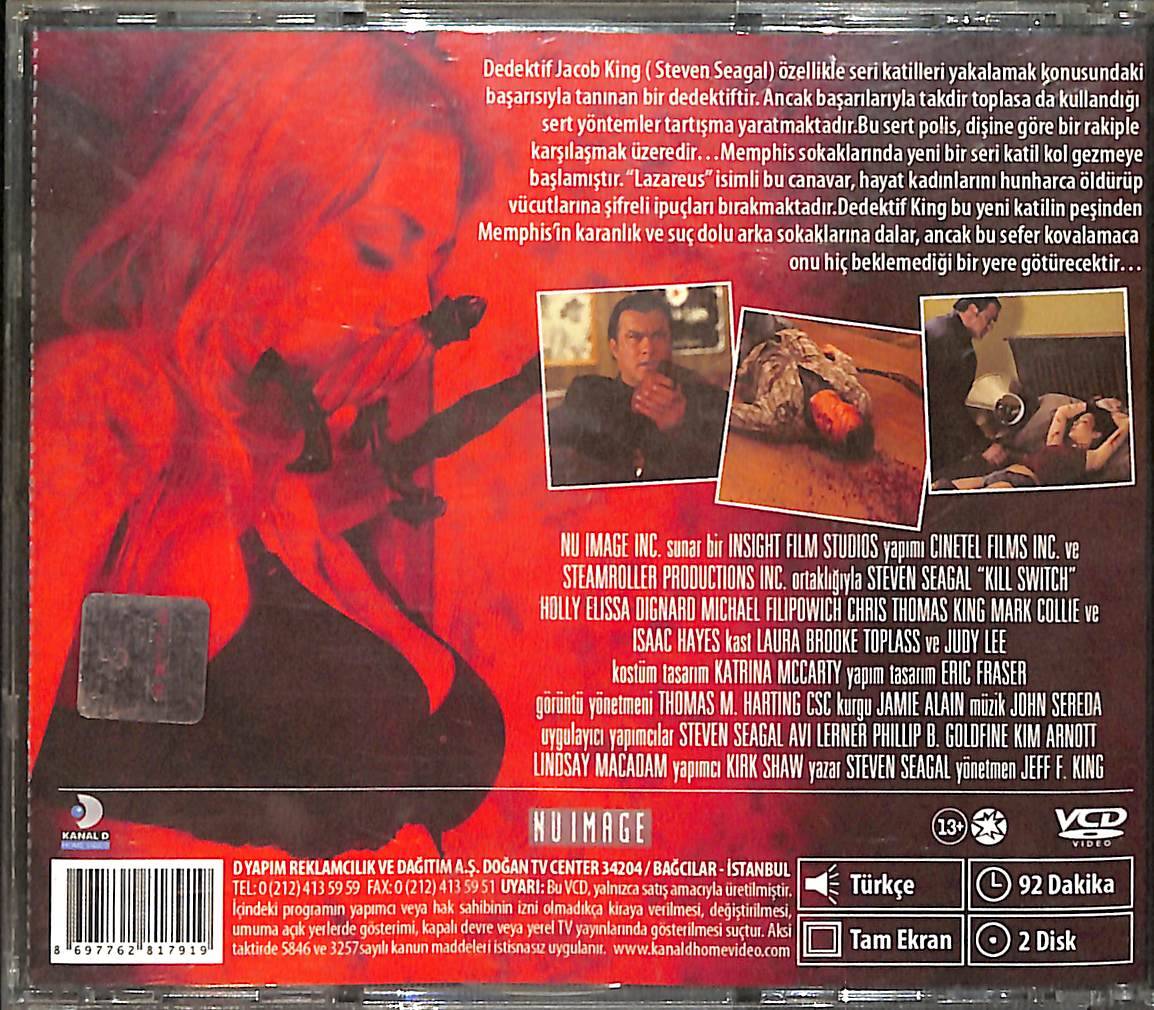 Dedektif Jacob King ( Steven Seagal) özellikle seri katilleri yakalamak konusundaki
başarısıyla tanınan bir dedektiftir. Ancak başarılarıyla takdir toplasa da kullandığı
sert yöntemler tartışma yaratmaktadır.Bu sert polis, dişine göre bir rakiple
karşılaşmak üzeredir...Memphis sokaklarında yeni bir seri katil kol gezmeye
başlamıştır. "Lazareus" isimli bu canavar, hayat kadınlarını hunharca öldürüp
vücutlarına şifreli ipuçları bırakmaktadır.Dedektif King bu yeni katilin peşinden
Memphis'in karanlık ve suç dolu arka sokaklarına dalar, ancak bu sefer kovalamaca
onu hiç beklemediği bir yere götürecektir...
NU IMAGE INC. sunar bir INSIGHT FILM STUDIOS yapımı CINETEL FILMS INC. ve
STEAMROLLER PRODUCTIONS INC. ortaklığıyla STEVEN SEAGAL "KILL SWITCH"
HOLLY ELISSA DIGNARD MICHAEL FILIPOWICH CHRIS THOMAS KING MARK COLLIE ve
ISAAC HAYES kast LAURA BROOKE TOPLASS ve JUDY LEE
kostüm tasarım KATRINA MCCARTY yapım tasarım ERIC FRASER
görüntü yönetmeni THOMAS M. HARTING CSC kurgu JAMIE ALAIN müzik JOHN SEREDA
uygulayıcı yapımcılar STEVEN SEAGAL AVI LERNER PHILLIP B. GOLDFINE KIM ARNOTT
LINDSAY MACADAM yapımcı KIRK SHAW yazar STEVEN SEAGAL yönetmen JEFF F. KING
KANAL D
HOME VIDEO
NU IMAGE
13+
VCD
VIDEO
D YAPIM REKLAMCILIK VE DAĞITIM A.Ş. DOĞAN TV CENTER 34204 / BAĞCILAR - İSTANBUL
TEL: 0 (212) 413 59 59 FAX: 0 (212) 413 59 51 UYARI: Bu VCD, yalnızca satış amacıyla üretilmiştir.
İçindeki programın yapımcı veya hak sahibinin izni olmadıkça kiraya verilmesi, değiştirilmesi,
umuma açık yerlerde gösterimi, kapalı devre veya yerel TV yayınlarında gösterilmesi suçtur. Aksi
taktirde 5846 ve 3257 sayılı kanun maddeleri istisnasız uygulanır. www.kanaldhomevideo.com
8 697762 817919
Türkçe
92 Dakika
Tam Ekran
2 Disk